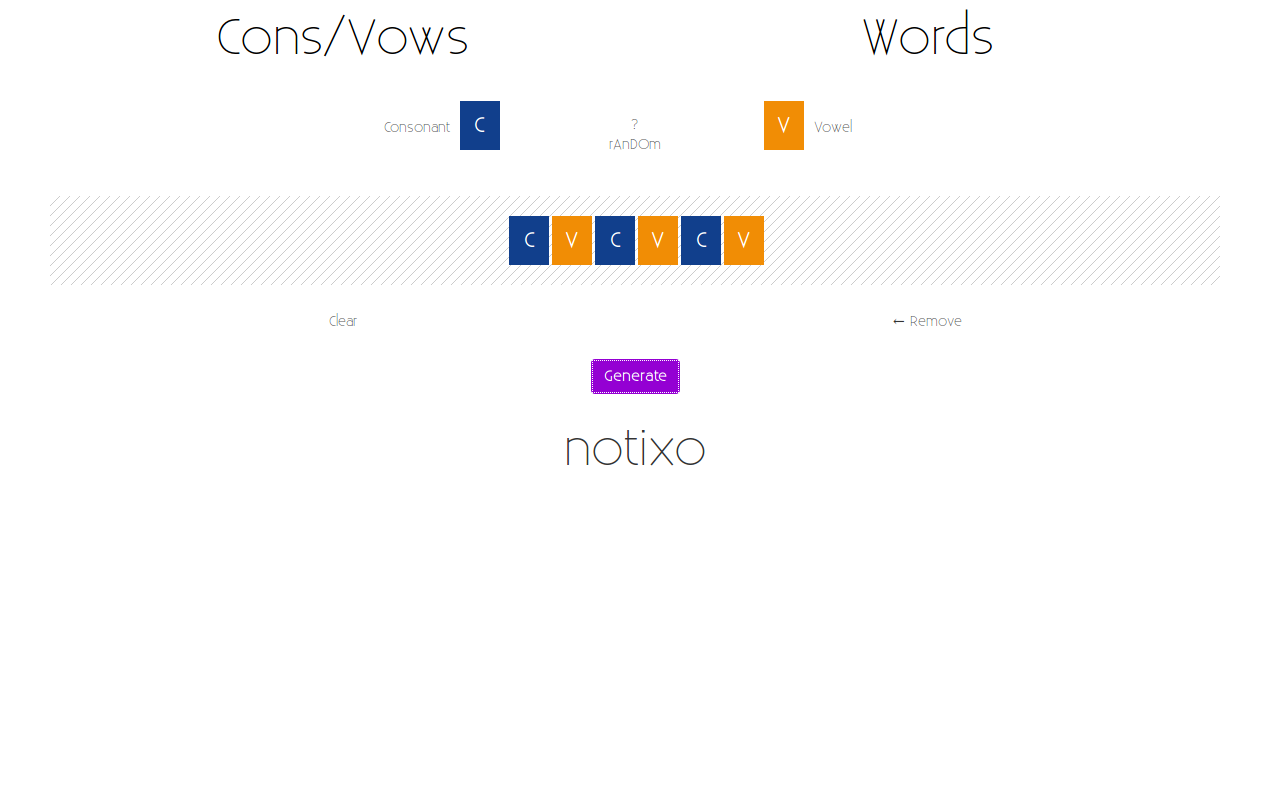 Cons/Vows Words
Consonant C ? V Vowel
rAnDOm
C V C V C V
Clear ← Remove
Generate
notixo